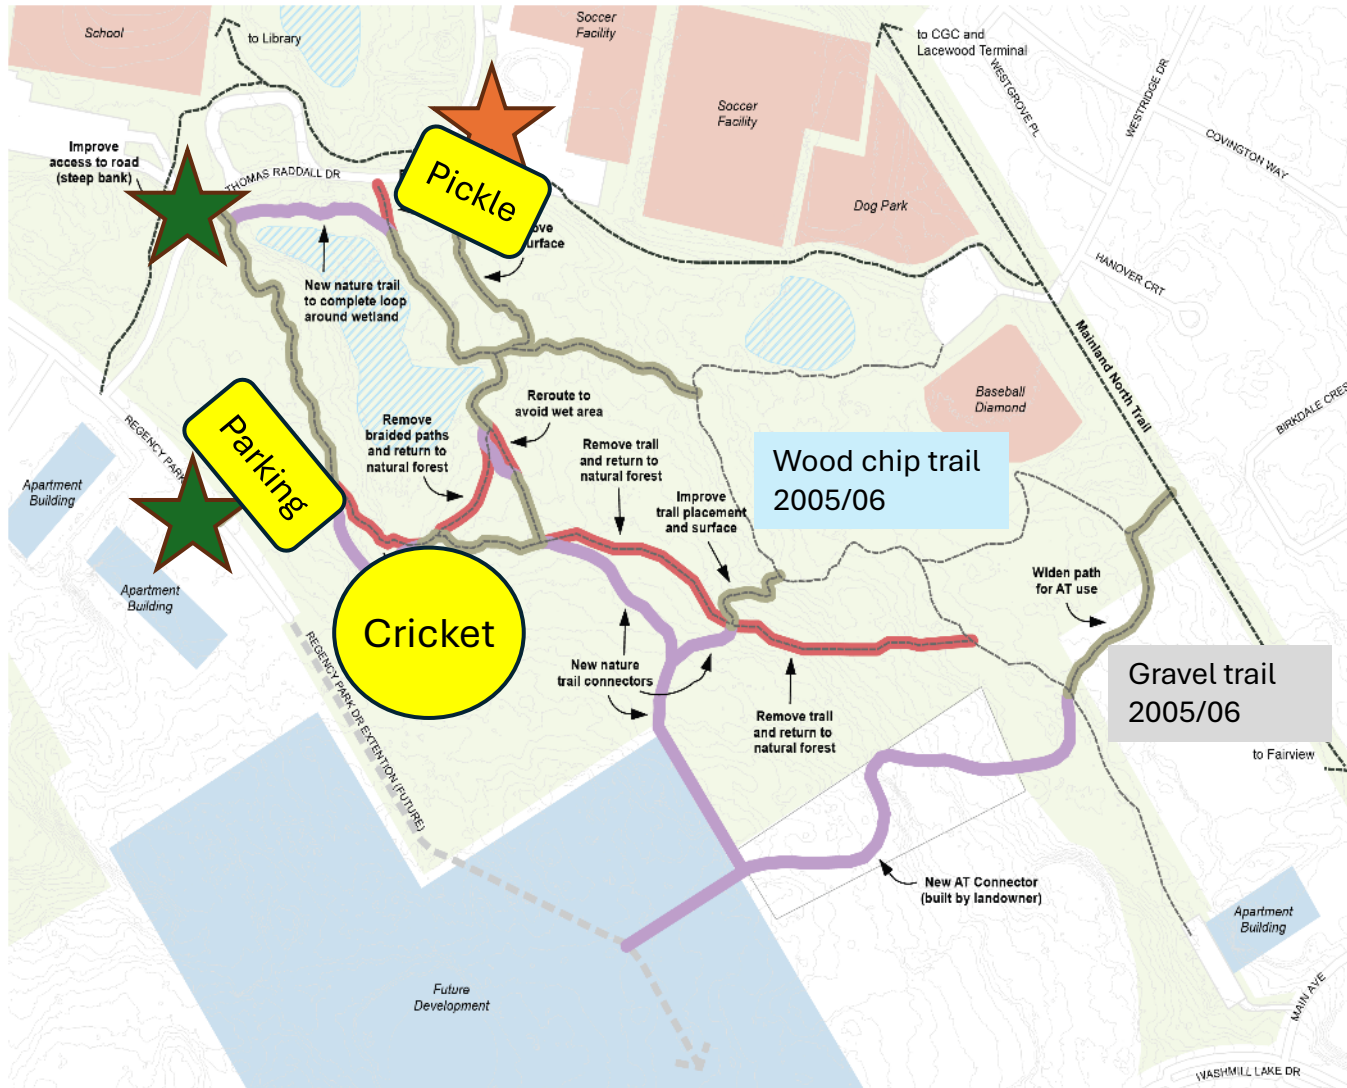 School
to Library
Soccer
Facility
to CGC and
Lacewood Terminal
WESTGROVE PL
WESTRIDGE DR
COVINGTON WAY
Soccer
Facility
Improve
access to road
(steep bank)
THOMAS RADDALL DR
Pickle
Dog Park
HANOVER CRT
New nature trail
to complete loop
around wetland
Mainland North Trail
BIRKDALE CRES
Baseball
Diamond
Reroute to
avoid wet area
Remove
braided paths
and return to
natural forest
REGENCY PARK
Parking
Remove trail
and return to
natural forest
Wood chip trail
2005/06
Apartment
Building
Improve
trail placement
and surface
Widen path
for AT use
Apartment
Building
Cricket
REGENCY PARK DR EXTENTION (FUTURE)
New nature
trail connectors
Gravel trail
2005/06
Remove trail
and return to
natural forest
to Fairview
New AT Connector
(built by landowner)
Apartment
Building
Future
Development
MAIN AVE
WASHMILL LAKE DR